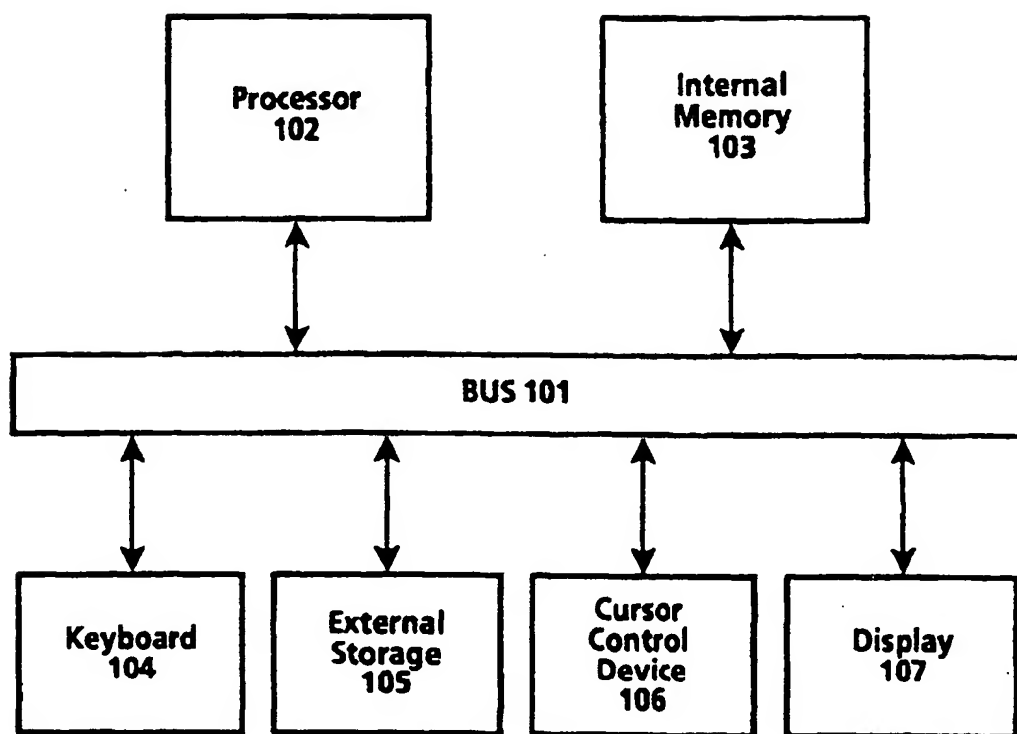 Processor
102
Internal
Memory
103
BUS 101
Keyboard
104
External
Storage
105
Cursor
Control
Device
106
Display
107